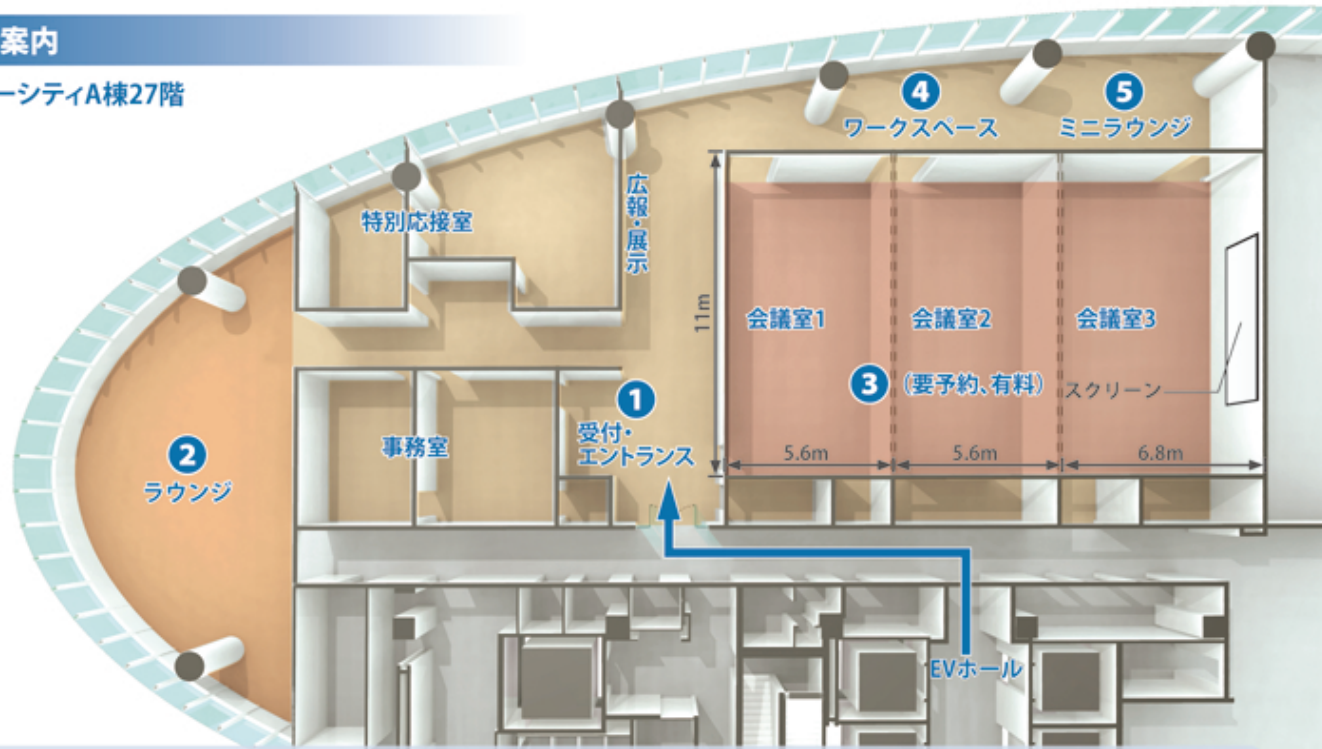 案内
ーシティA棟27階
4
ワークスペース
5
ミニラウンジ
特別応接室
広報・展示
11m
会議室1
会議室2
会議室3
3
(要予約、有料)
スクリーン
5.6m
5.6m
6.8m
1
受付・
エントランス
事務室
2
ラウンジ
EVホール